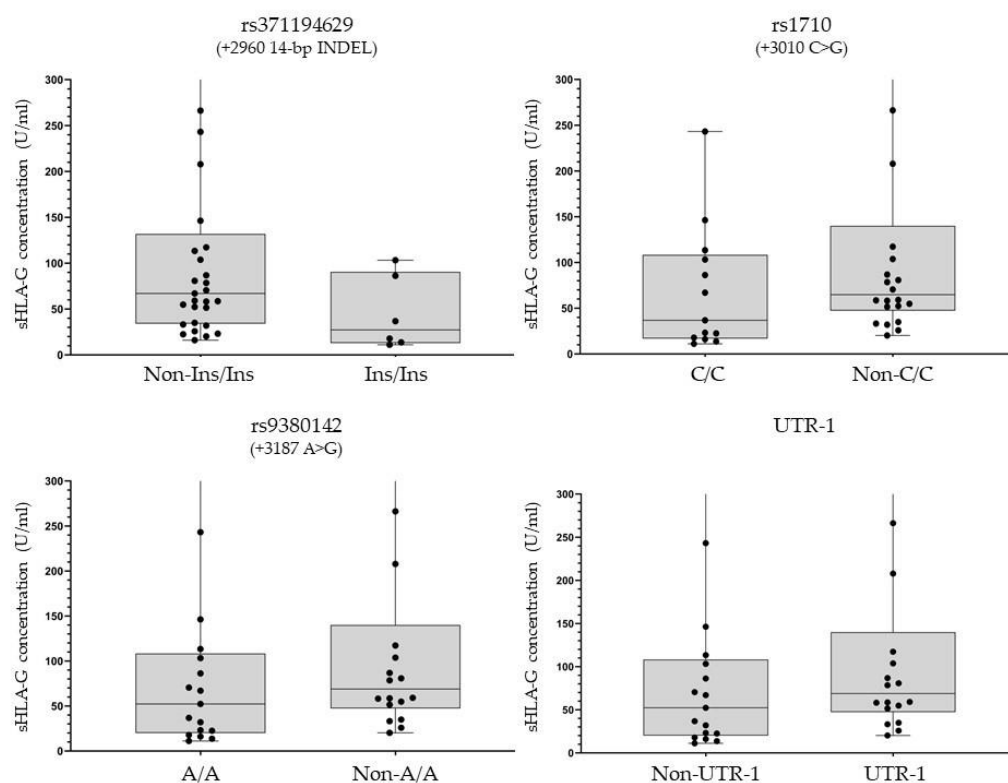 rs371194629
(+2960 14-bp INDEL)
sHLA-G concentration (U/ml)
300
250
200
150
100
50
0
Non-Ins/Ins
Ins/Ins
rs1710
(+3010 C>G)
sHLA-G concentration (U/ml)
300
250
200
150
100
50
0
C/C
Non-C/C
rs9380142
(+3187 A>G)
sHLA-G concentration (U/ml)
300
250
200
150
100
50
0
A/A
Non-A/A
UTR-1
sHLA-G concentration (U/ml)
300
250
200
150
100
50
0
Non-UTR-1
UTR-1